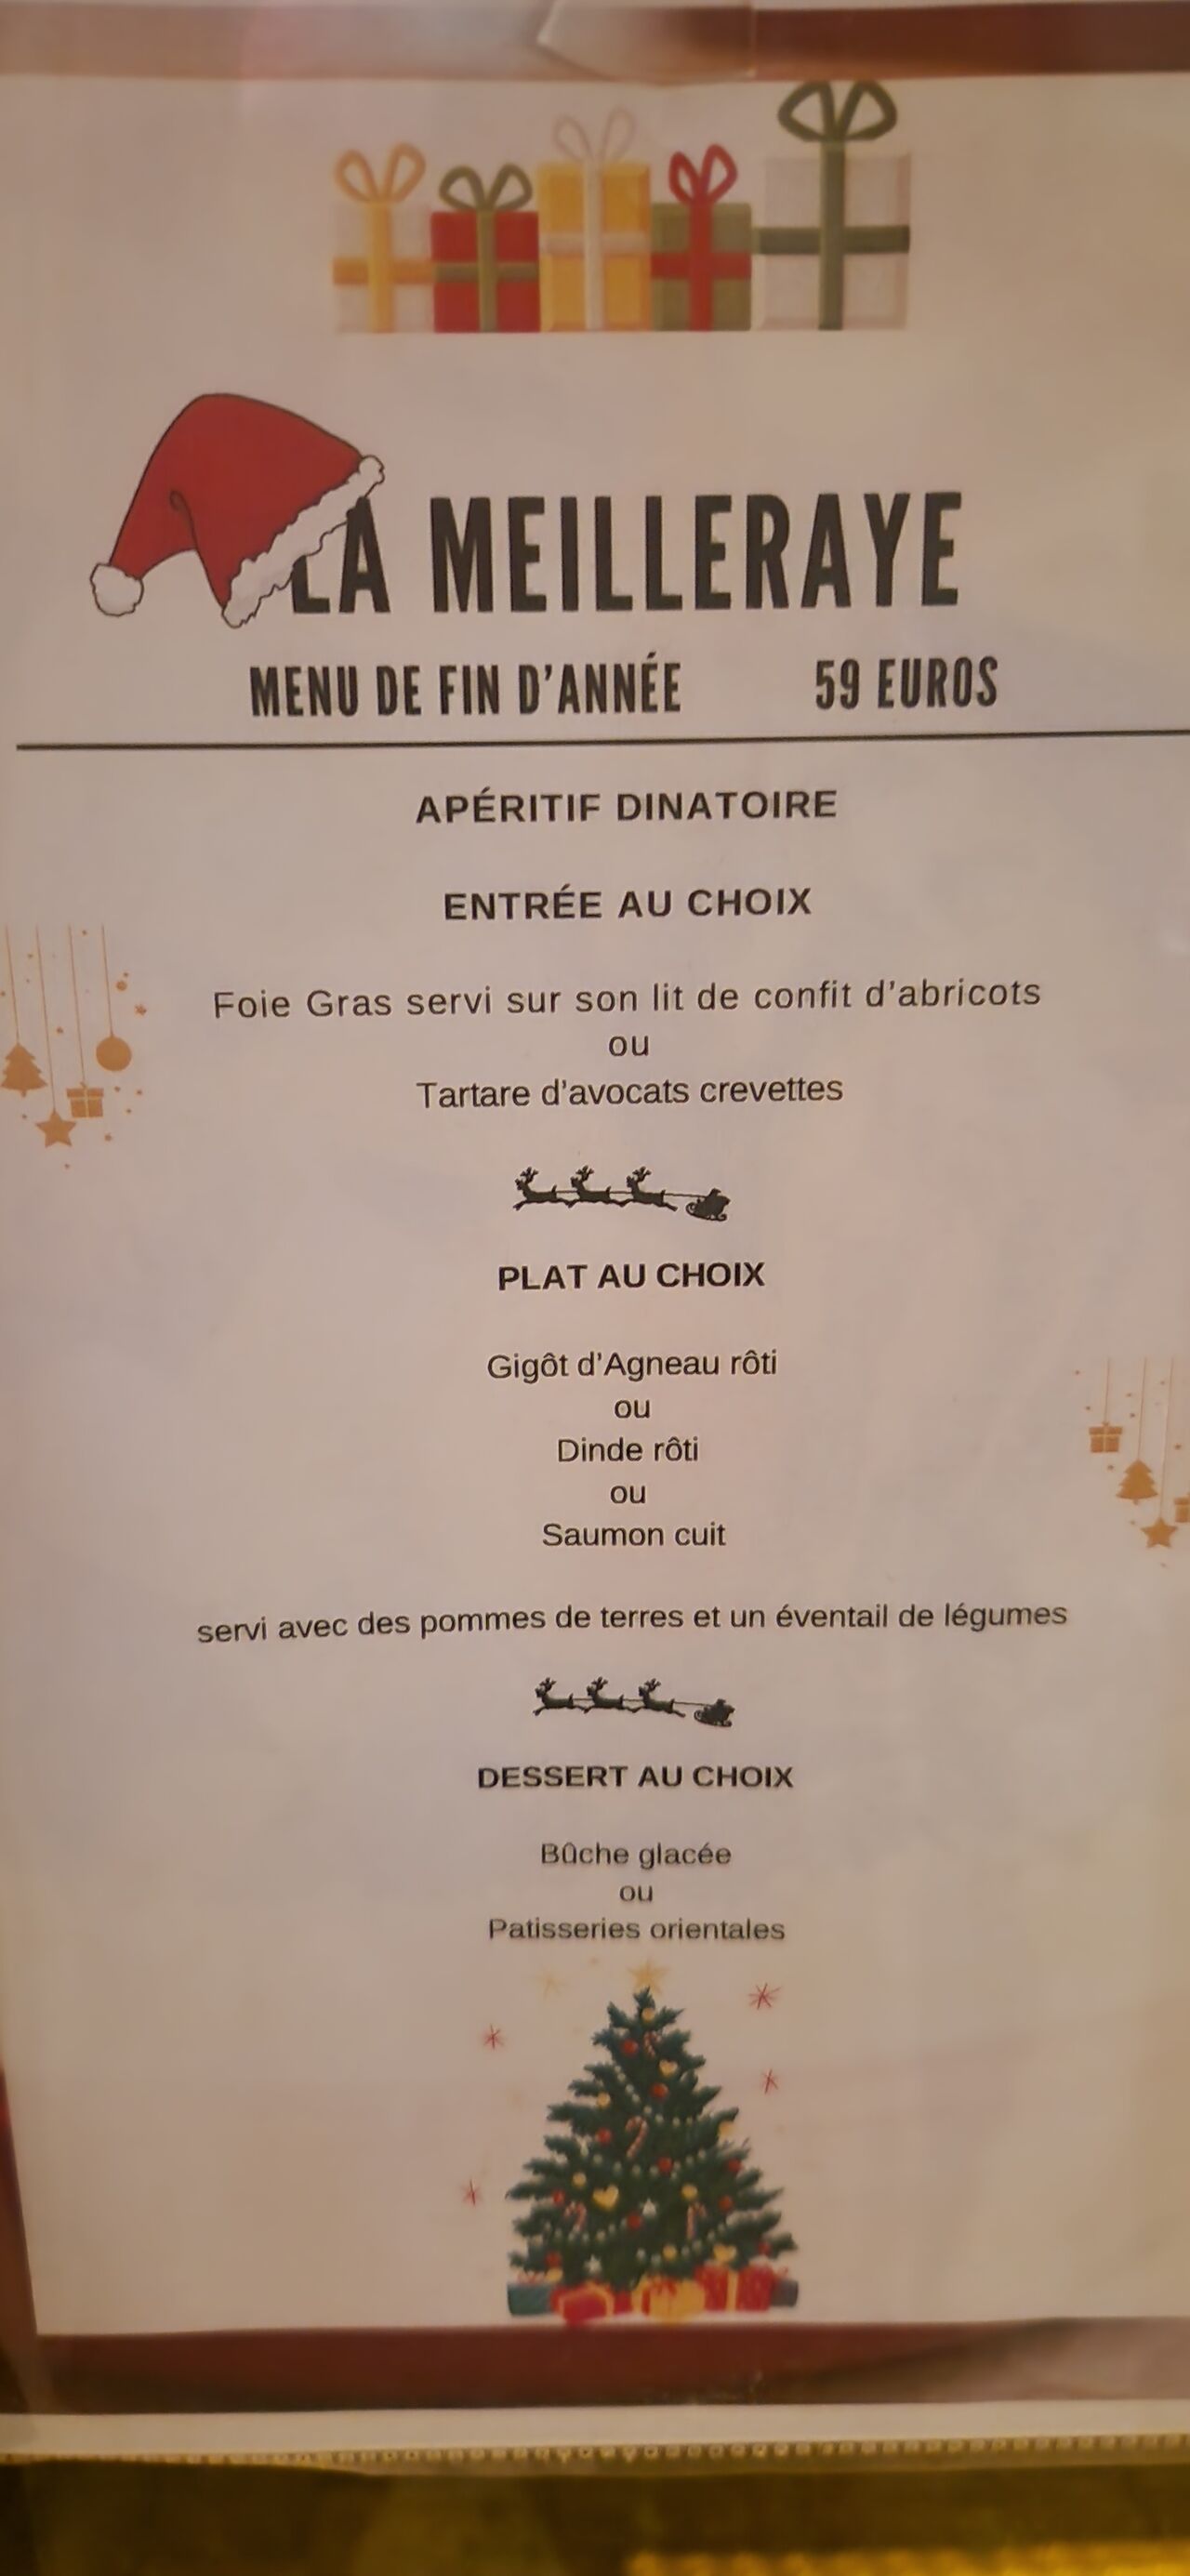 LA MEILLERAYE
MENU DE FIN D'ANNÉE 59 EUROS
APÉRITIF DINATOIRE
ENTRÉE AU CHOIX
Foie Gras servi sur son lit de confit d'abricots
ou
Tartare d'avocats crevettes
PLAT AU CHOIX
Gigôt d'Agneau rôti
ou
Dinde rôti
ou
Saumon cuit
servi avec des pommes de terres et un éventail de légumes
DESSERT AU CHOIX
Bûche glacée
ou
Patisseries orientales